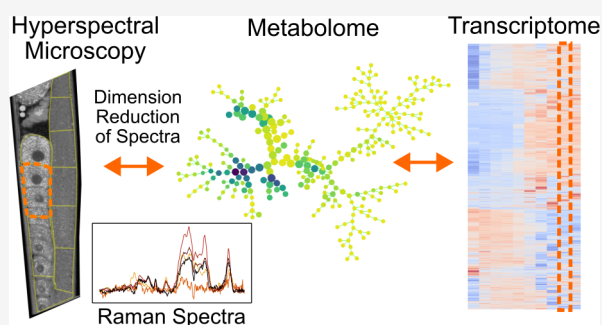 Hyperspectral
Microscopy
Metabolome
Transcriptome
Dimension
Reduction
of Spectra
Raman Spectra